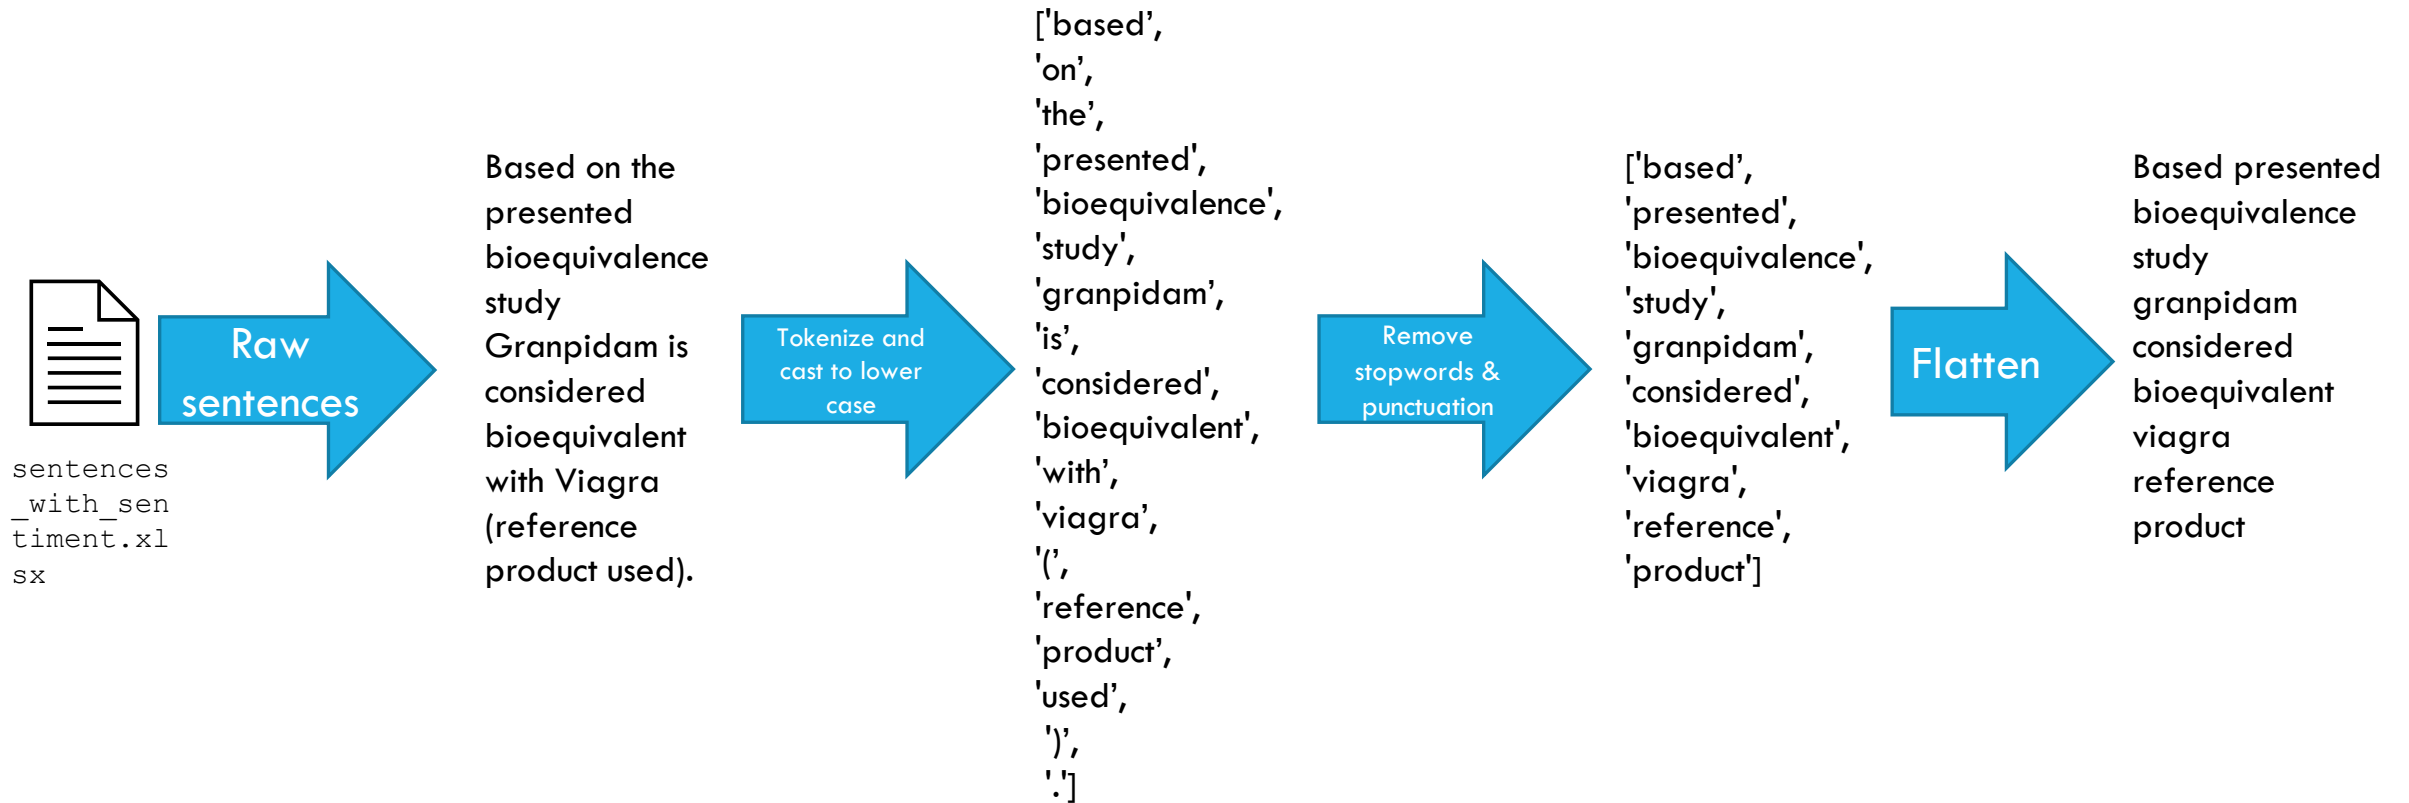 sentences
_with_sen
timent.xl
sx
Raw
sentences
Based on the
presented
bioequivalence
study
Granpidam is
considered
bioequivalent
with Viagra
(reference
product used).
Tokenize and
cast to lower
case
['based’,
'on’,
'the’,
'presented',
'bioequivalence',
'study',
'granpidam’,
'is’,
'considered',
'bioequivalent',
'with’,
'viagra’,
'(’,
'reference',
'product’,
'used’,
')’,
'.']
Remove
stopwords &
punctuation
['based’,
'presented',
'bioequivalence',
'study',
'granpidam',
'considered',
'bioequivalent',
'viagra',
'reference',
'product']
Flatten
Based presented
bioequivalence
study
granpidam
considered
bioequivalent
viagra
reference
product